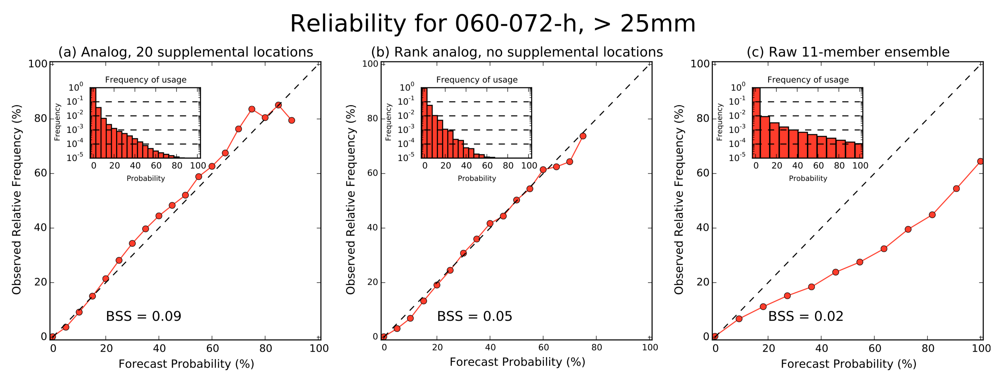 Reliability for 060-072-h, > 25mm
(a) Analog, 20 supplemental locations
100
80
60
40
20
0
0 20 40 60 80 100
Observed Relative Frequency (%)
Forecast Probability (%)
Frequency of usage
10^0
10^-1
10^-2
10^-3
10^-4
10^-5
Frequency
0 20 40 60 80 100
Probability
BSS = 0.09
(b) Rank analog, no supplemental locations
100
80
60
40
20
0
0 20 40 60 80 100
Observed Relative Frequency (%)
Forecast Probability (%)
Frequency of usage
10^0
10^-1
10^-2
10^-3
10^-4
10^-5
Frequency
0 20 40 60 80 100
Probability
BSS = 0.05
(c) Raw 11-member ensemble
100
80
60
40
20
0
0 20 40 60 80 100
Observed Relative Frequency (%)
Forecast Probability (%)
Frequency of usage
10^0
10^-1
10^-2
10^-3
10^-4
10^-5
Frequency
0 20 40 60 80 100
Probability
BSS = 0.02